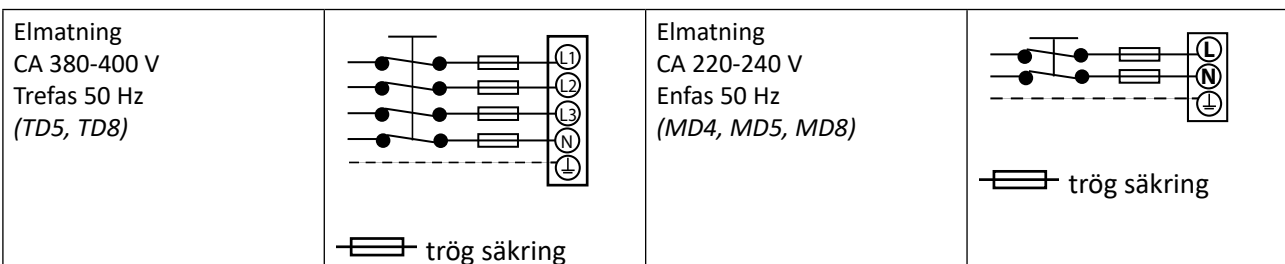 Elmatning
CA 380-400 V
Trefas 50 Hz
(TD5, TD8)
L1
L2
L3
N
trög säkring
Elmatning
CA 220-240 V
Enfas 50 Hz
(MD4, MD5, MD8)
L
N
trög säkring